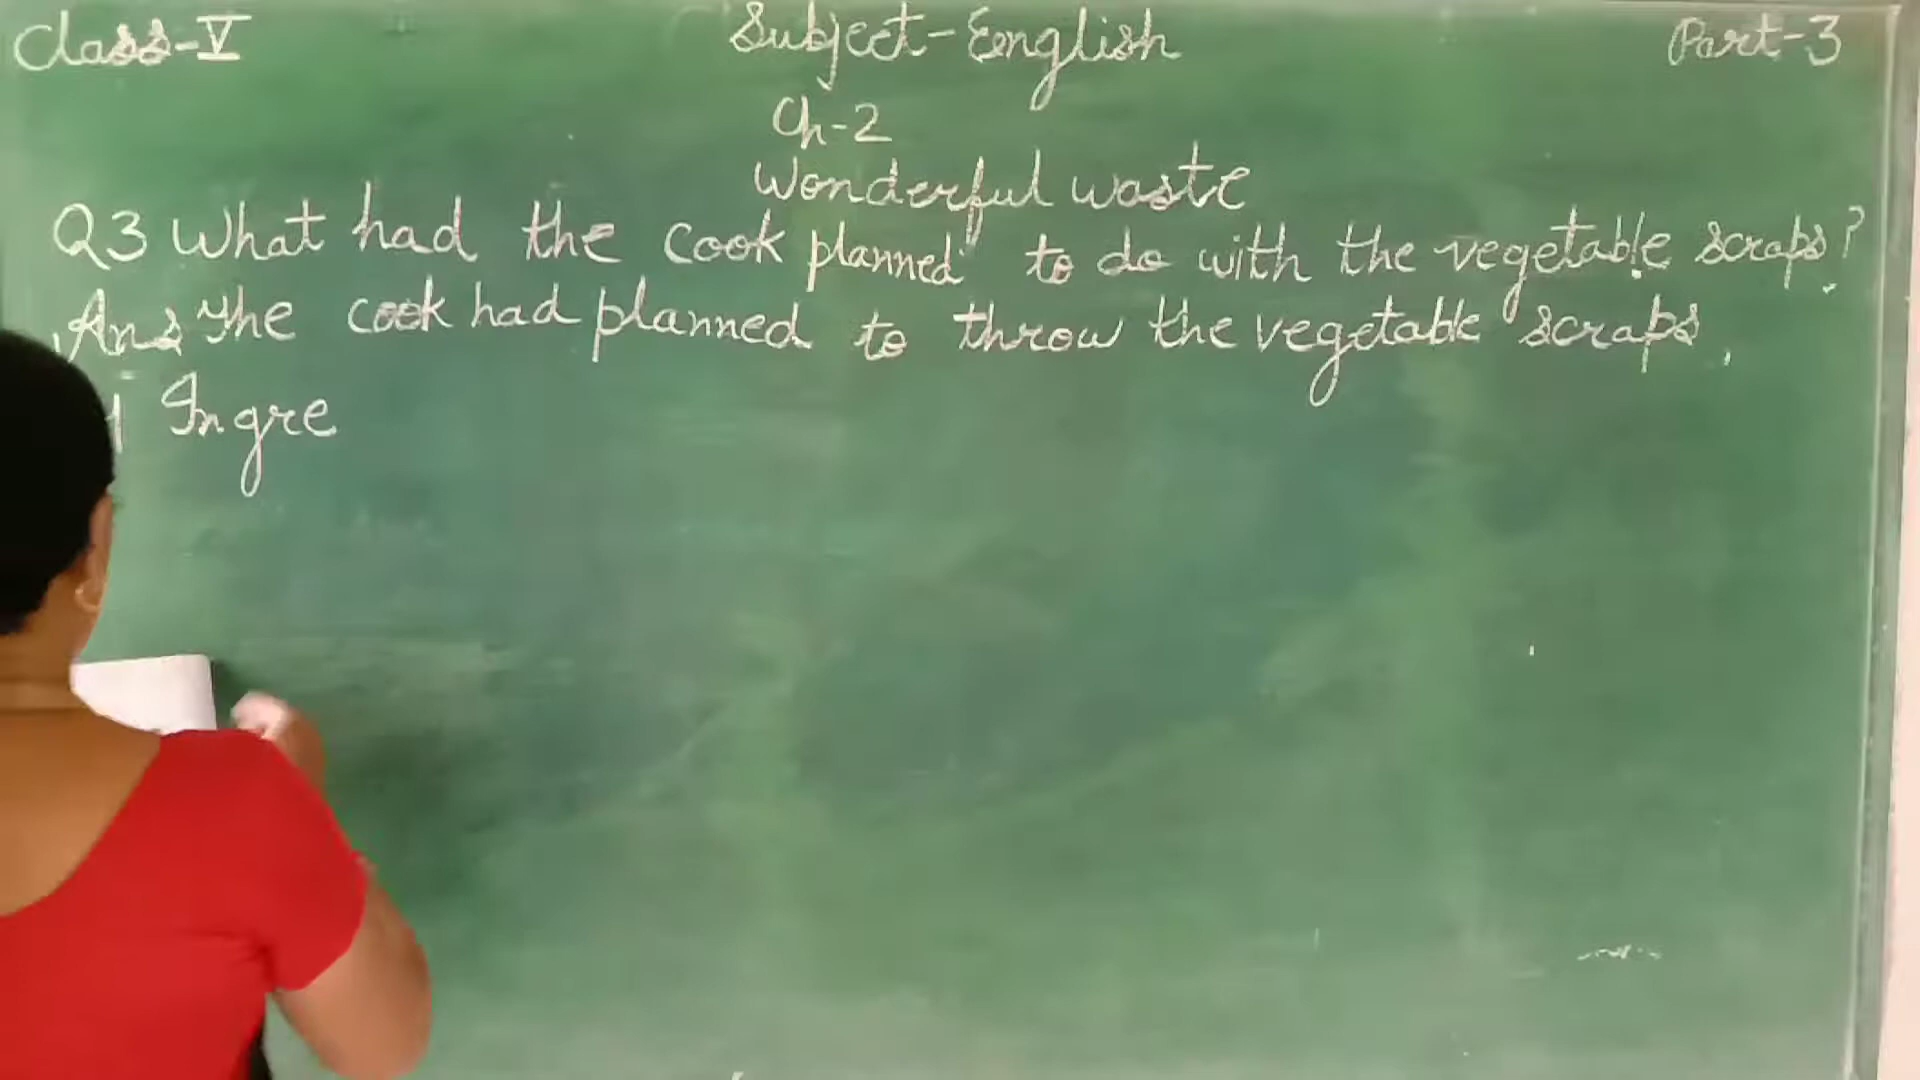 Class-V Subject-English Part-3
Ch-2
Wonderful waste
Q3 What had the cook planned to do with the vegetable scraps?
Ans The cook had planned to throw the vegetable scraps.
Ingre